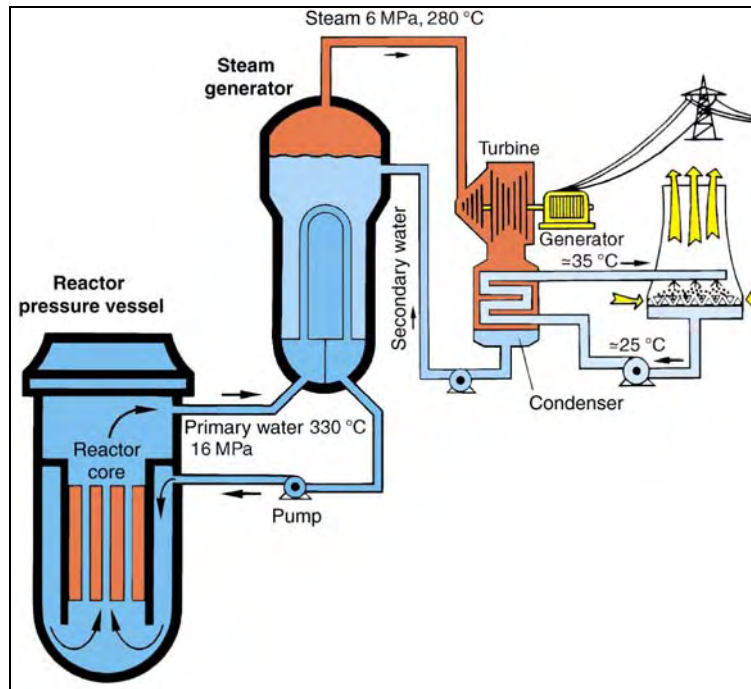 Steam 6 MPa, 280 °C
Steam
generator
Turbine
Generator
≃35 °C
Reactor
pressure vessel
Secondary water
≃25 °C
Condenser
Primary water 330 °C
16 MPa
Reactor
core
Pump